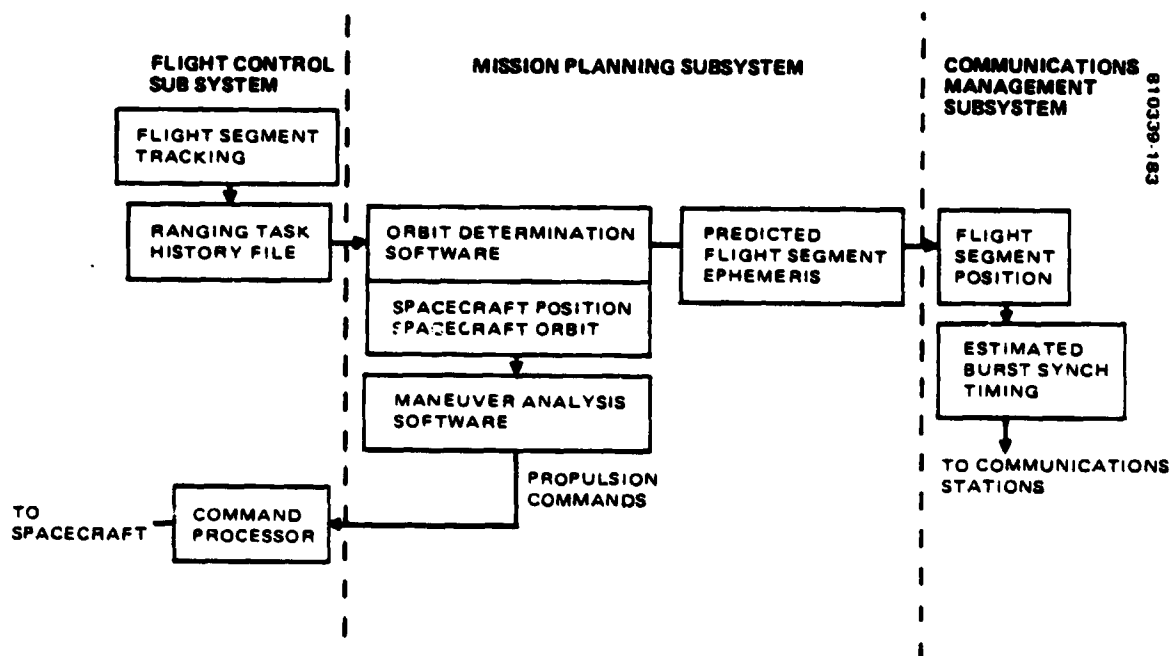 FLIGHT CONTROL
SUB SYSTEM
MISSION PLANNING SUBSYSTEM
COMMUNICATIONS
MANAGEMENT
SUBSYSTEM
810339-183
FLIGHT SEGMENT
TRACKING
RANGING TASK
HISTORY FILE
ORBIT DETERMINATION
SOFTWARE
SPACECRAFT POSITION
SPACECRAFT ORBIT
PREDICTED
FLIGHT SEGMENT
EPHEMERIS
FLIGHT
SEGMENT
POSITION
ESTIMATED
BURST SYNCH
TIMING
MANEUVER ANALYSIS
SOFTWARE
TO COMMUNICATIONS
STATIONS
PROPULSION
COMMANDS
TO
SPACECRAFT
COMMAND
PROCESSOR